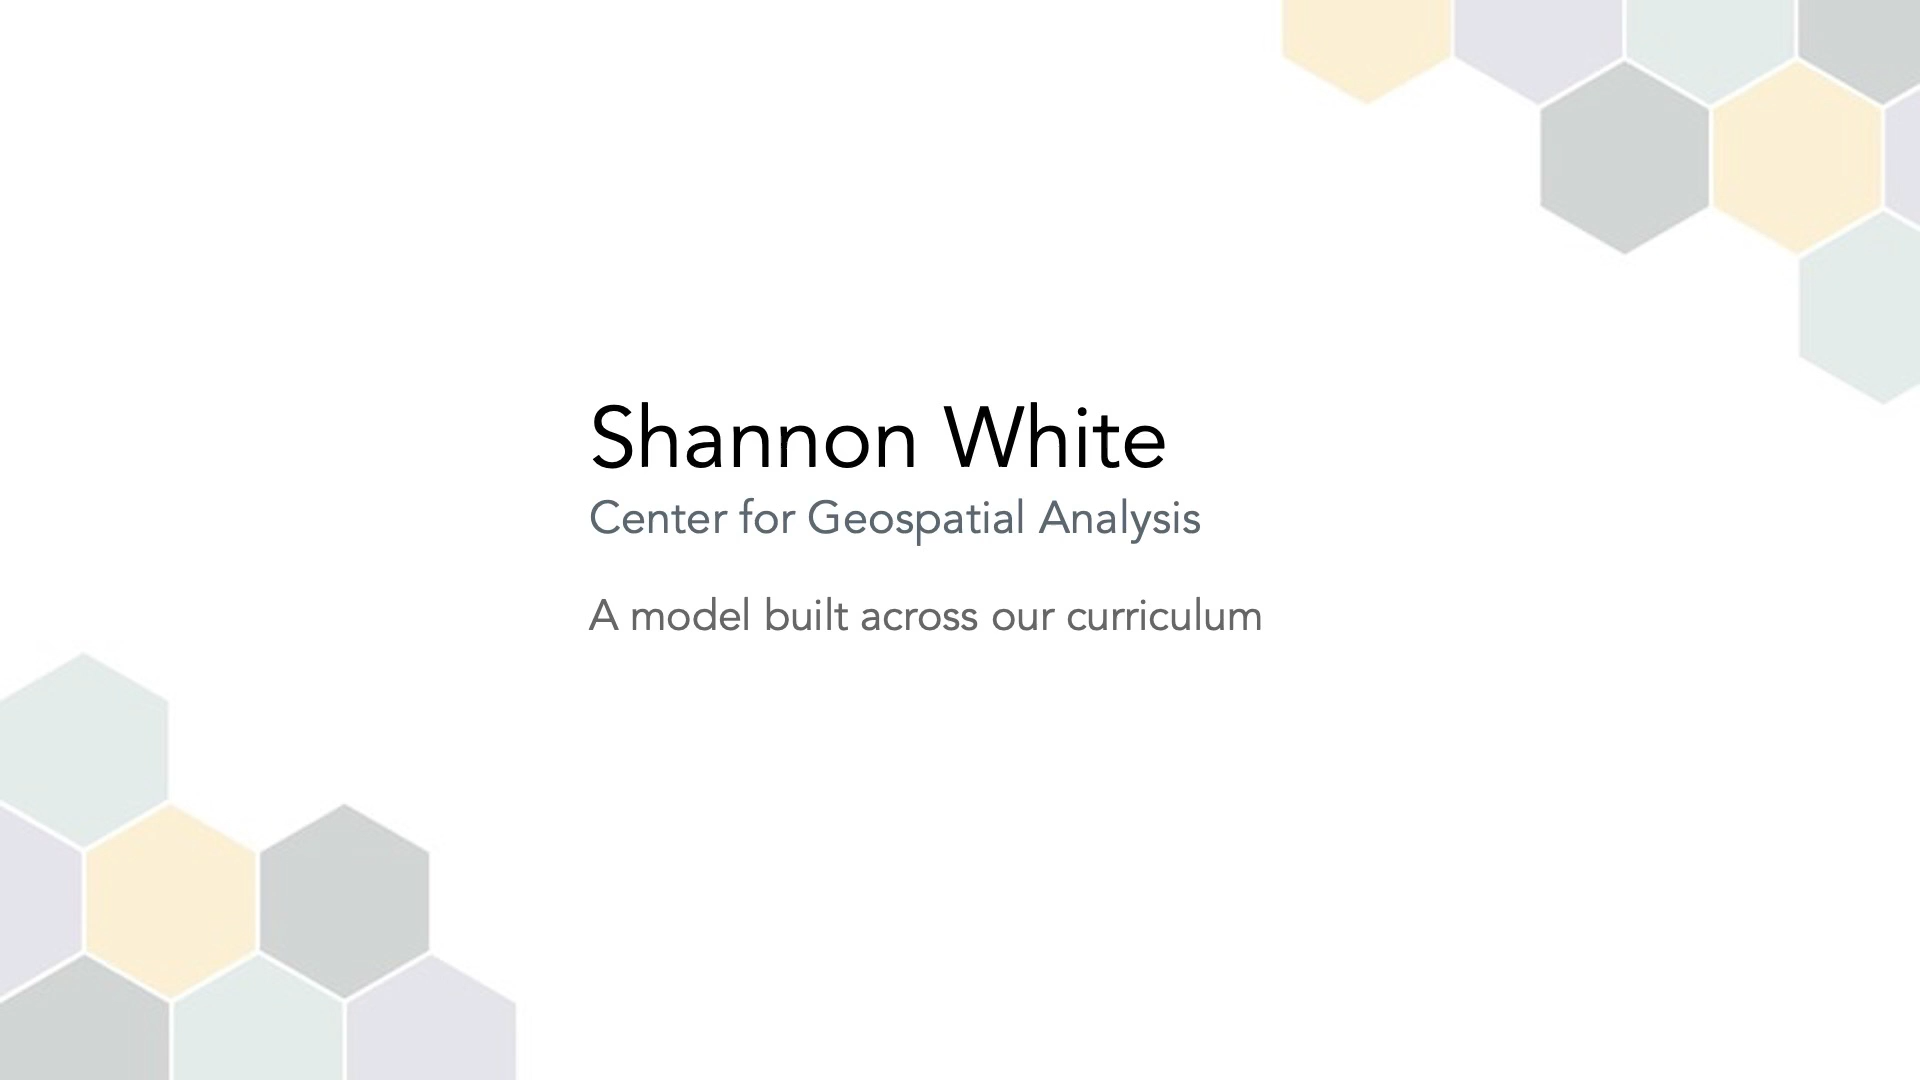 Shannon White
Center for Geospatial Analysis
A model built across our curriculum